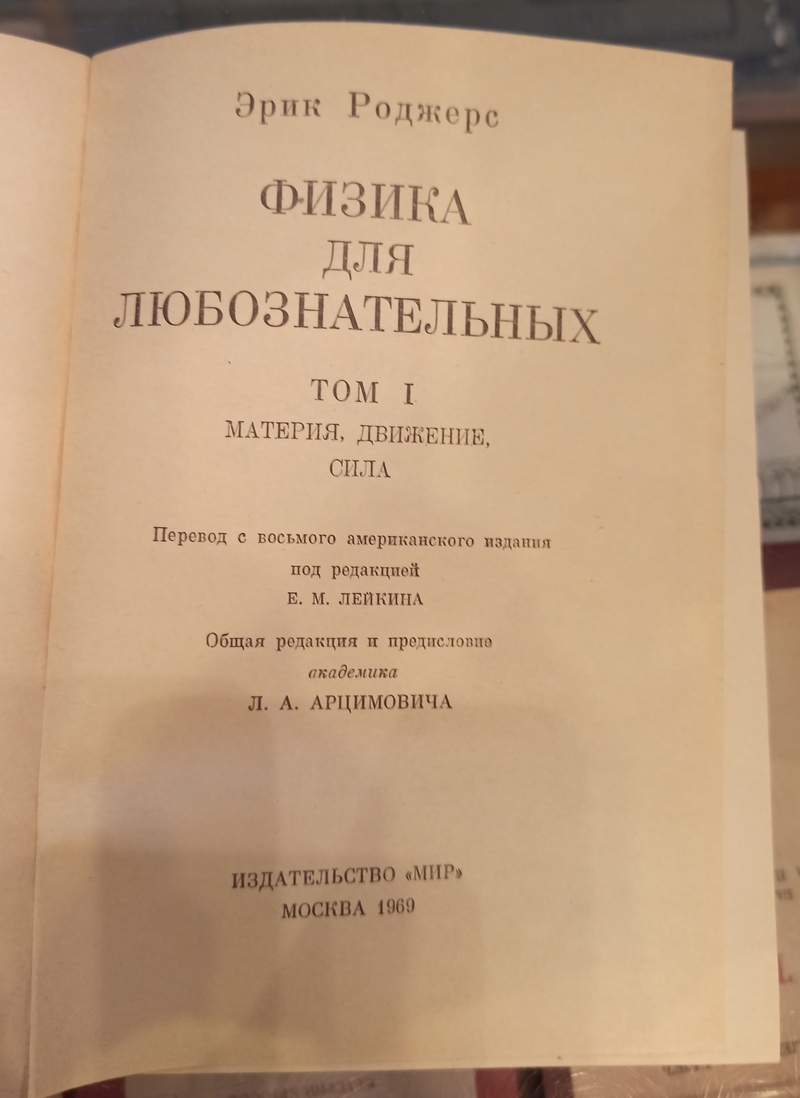 Эрик Роджерс
ФИЗИКА
ДЛЯ
ЛЮБОЗНАТЕЛЬНЫХ
ТОМ I
МАТЕРИЯ, ДВИЖЕНИЕ,
СИЛА
Перевод с восьмого американского издания
под редакцией
Е. М. ЛЕЙКИНА
Общая редакция и предисловие
академика
Л. А. АРЦИМОВИЧА
ИЗДАТЕЛЬСТВО «МИР»
МОСКВА 1969